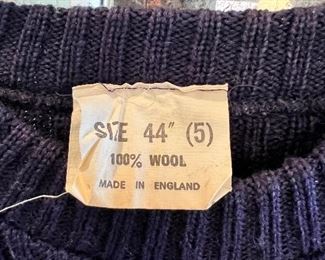 SIZE 44" (5)
100% WOOL
MADE IN ENGLAND